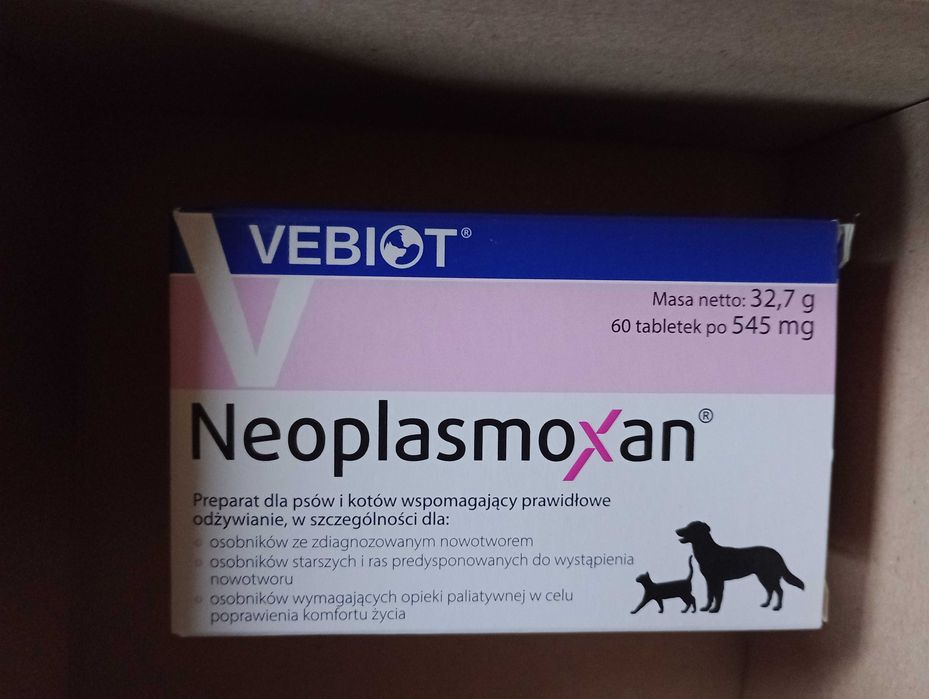 VEBIOT®
Masa netto: 32,7 g
60 tabletek po 545 mg
Neoplasmoxan®
Preparat dla psów i kotów wspomagający prawidłowe
odżywianie, w szczególności dla:
osobników ze zdiagnozowanym nowotworem
osobników starszych i ras predysponowanych do wystąpienia
nowotworu
osobników wymagających opieki paliatywnej w celu
poprawienia komfortu życia